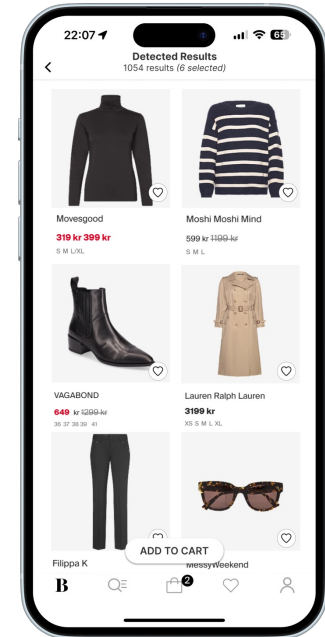 22:07
65
Detected Results
1054 results (6 selected)
Movesgood
319 kr 399 kr
S M L/XL
Moshi Moshi Mind
599 kr 1199 kr
S M L
VAGABOND
649 kr 1299 kr
36 37 38 39 41
Lauren Ralph Lauren
3199 kr
XS S M L XL
Filippa K
MessyWeekend
ADD TO CART
B
2